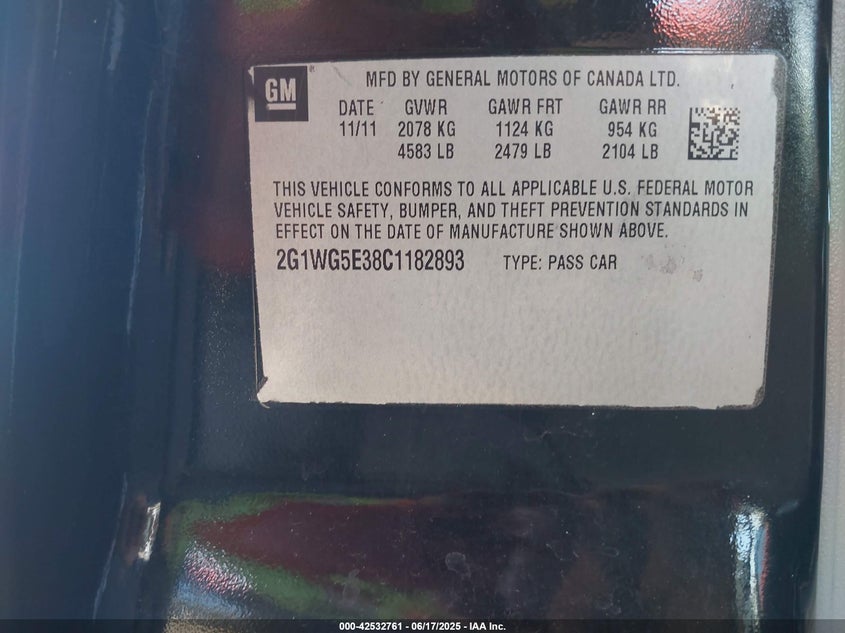 GM®
MFD BY GENERAL MOTORS OF CANADA LTD.
DATE GVWR GAWR FRT GAWR RR
11/11 2078 KG 1124 KG 954 KG
4583 LB 2479 LB 2104 LB
THIS VEHICLE CONFORMS TO ALL APPLICABLE U.S. FEDERAL MOTOR
VEHICLE SAFETY, BUMPER, AND THEFT PREVENTION STANDARDS IN
EFFECT ON THE DATE OF MANUFACTURE SHOWN ABOVE.
2G1WG5E38C1182893 TYPE: PASS CAR
000-42532761 - 06/17/2025 - IAA Inc.